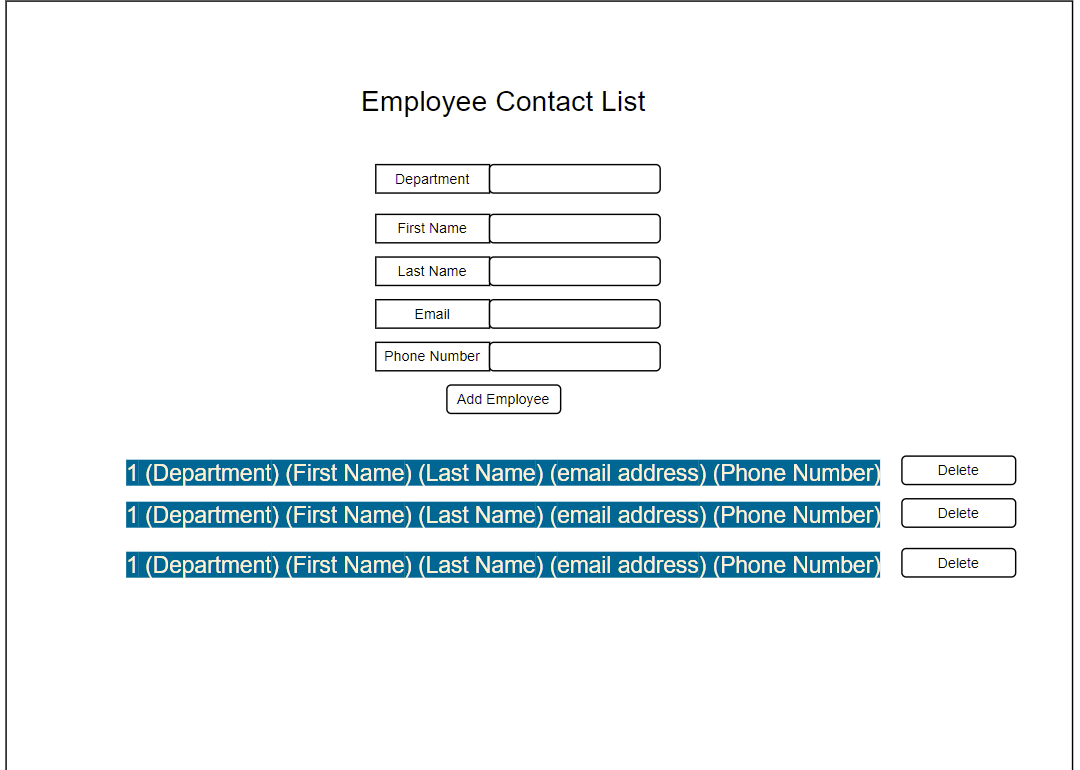 Employee Contact List
Department
First Name
Last Name
Email
Phone Number
Add Employee
1 (Department) (First Name) (Last Name) (email address) (Phone Number) Delete
1 (Department) (First Name) (Last Name) (email address) (Phone Number) Delete
1 (Department) (First Name) (Last Name) (email address) (Phone Number) Delete